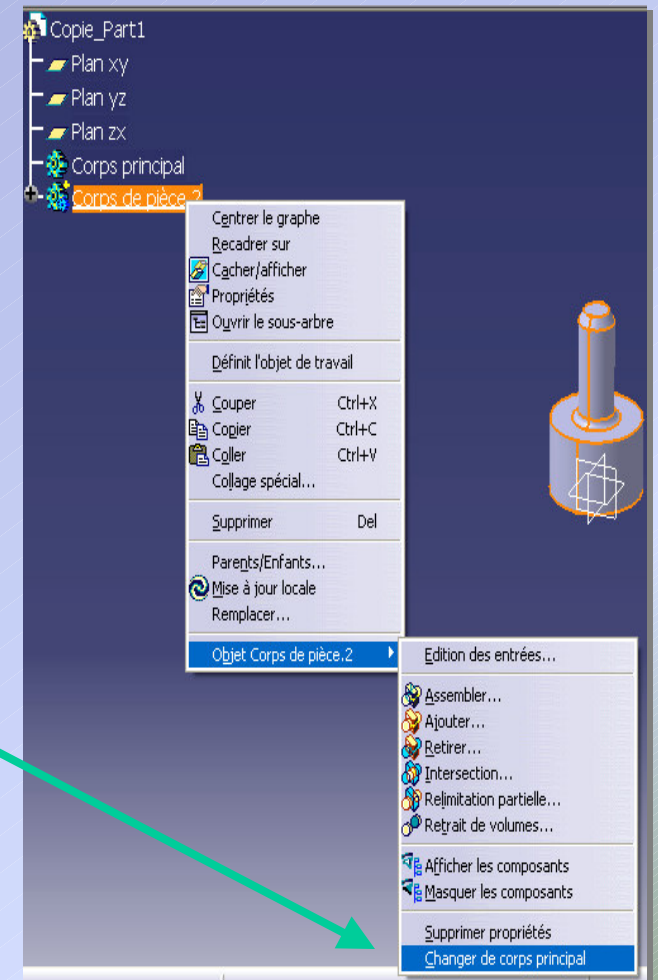 Copie_Part1
Plan xy
Plan yz
Plan zx
Corps principal
Corps de pièce.2
Centrer le graphe
Recadrer sur
Cacher/afficher
Propriétés
Ouvrir le sous-arbre
Définit l'objet de travail
Couper Ctrl+X
Copier Ctrl+C
Coller Ctrl+V
Collage spécial...
Supprimer Del
Parents/Enfants...
Mise à jour locale
Remplacer...
Objet Corps de pièce.2
Edition des entrées...
Assembler...
Ajouter...
Retirer...
Intersection...
Relimitation partielle...
Retrait de volumes...
Afficher les composants
Masquer les composants
Supprimer propriétés
Changer de corps principal